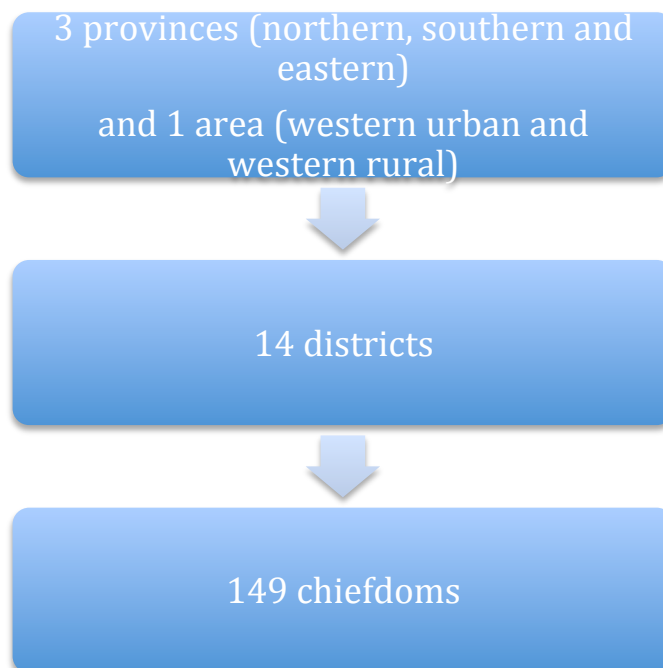 3 provinces (northern, southern and
eastern)
and 1 area (western urban and
western rural)
14 districts
149 chiefdoms